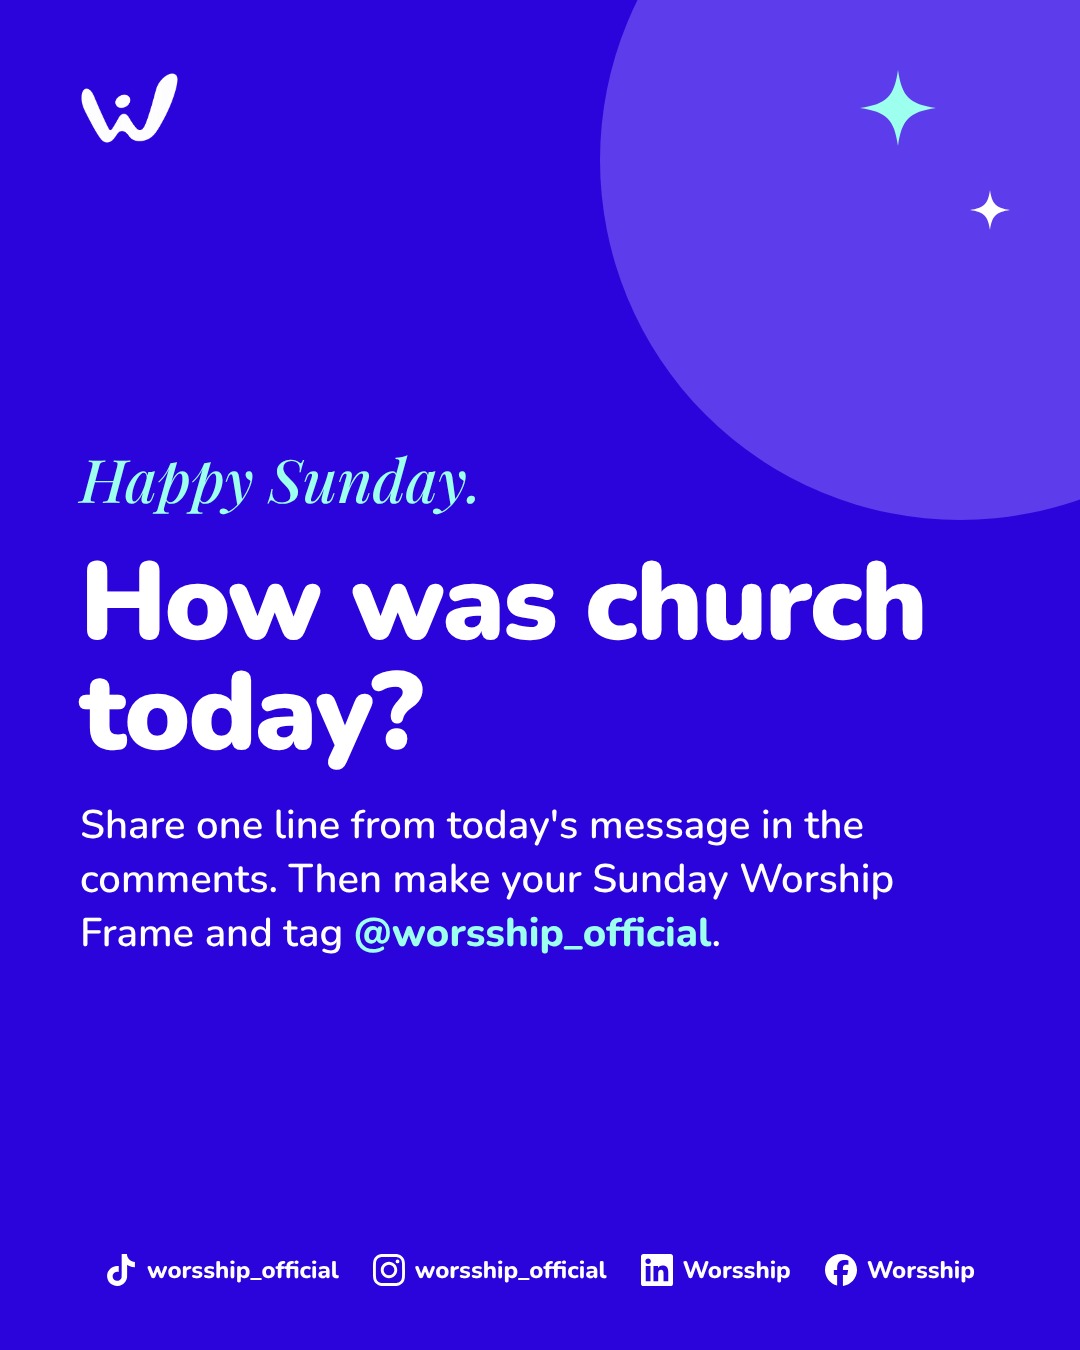 Happy Sunday.
How was church
today?
Share one line from today's message in the
comments. Then make your Sunday Worship
Frame and tag @worsship_official.
worsship_official worsship_official Worsship Worsship